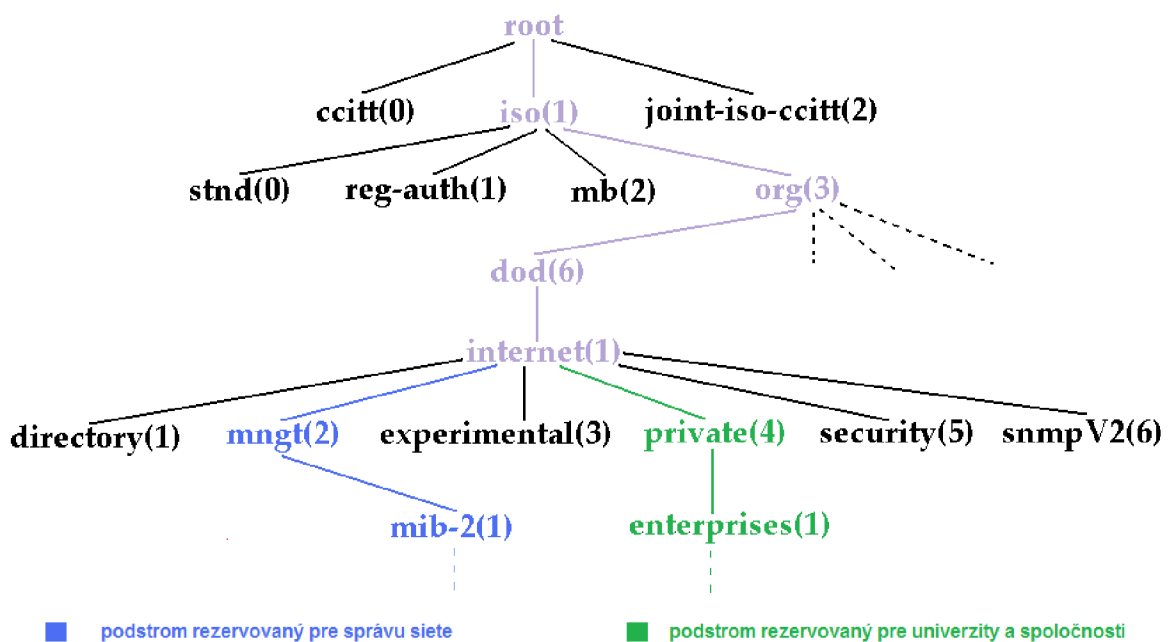 root
ccitt(0) iso(1) joint-iso-ccitt(2)
stnd(0) reg-auth(1) mb(2) org(3)
dod(6)
internet(1)
directory(1) mngt(2) experimental(3) private(4) security(5) snmpV2(6)
mib-2(1) enterprises(1)
podstrom rezervovaný pre správu siete podstrom rezervovaný pre univerzity a spoločnosti